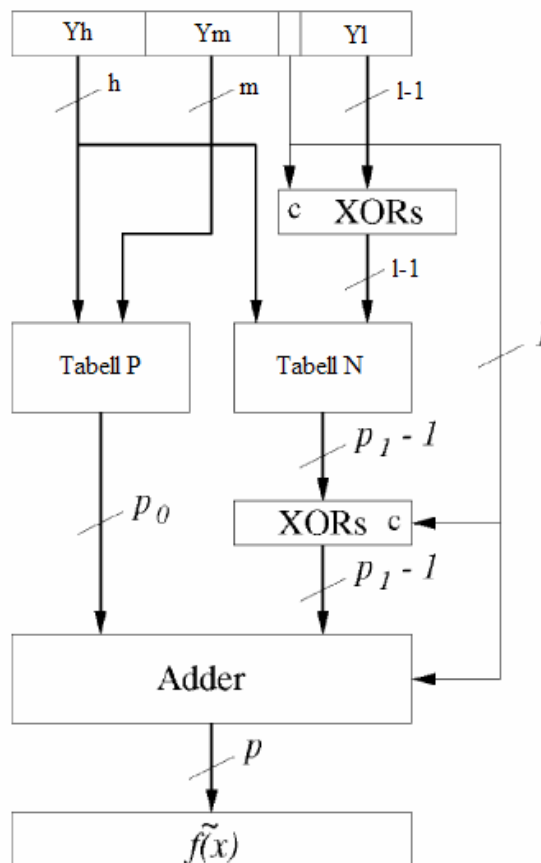 Yh Ym Yl
h m l-1
c XORs
l-1
Tabell P Tabell N
p1 - 1
p0
XORs c
p1 - 1
Adder
p
f̃(x)